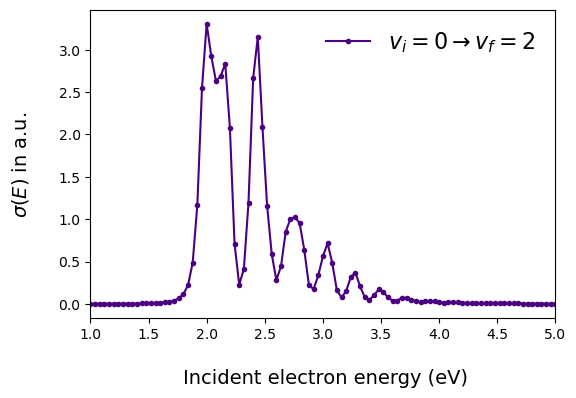 σ(E) in a.u.
3.0
2.5
2.0
1.5
1.0
0.5
0.0
v_i = 0 → v_f = 2
1.0 1.5 2.0 2.5 3.0 3.5 4.0 4.5 5.0
Incident electron energy (eV)